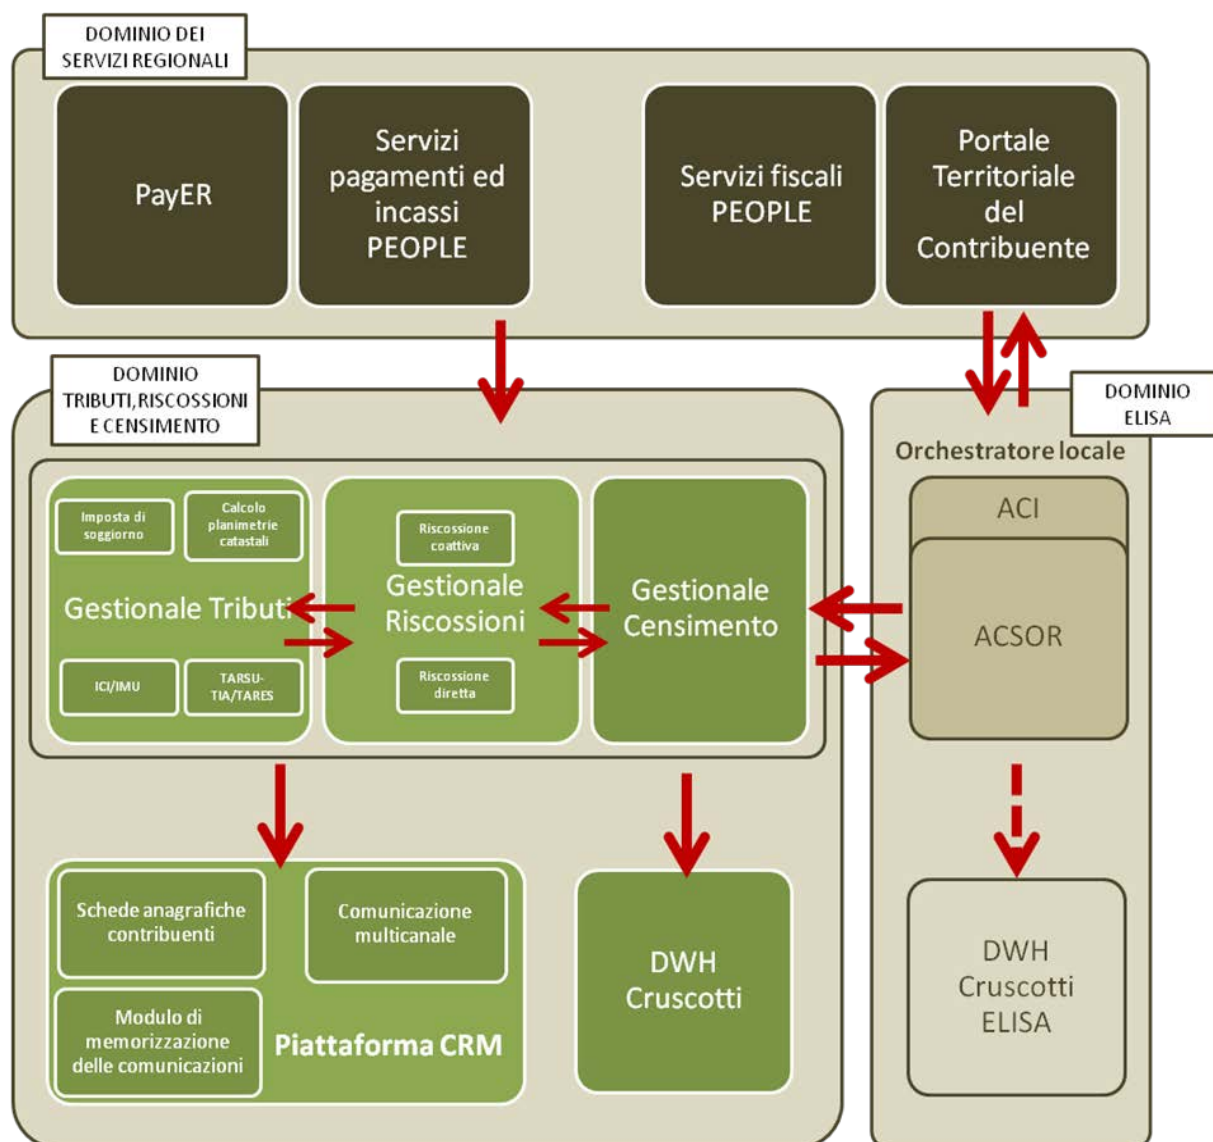 DOMINIO DEI
SERVIZI REGIONALI
PayER
Servizi
pagamenti ed
incassi
PEOPLE
Servizi fiscali
PEOPLE
Portale
Territoriale
del
Contribuente
DOMINIO
TRIBUTI, RISCOSSIONI
E CENSIMENTO
DOMINIO
ELISA
Imposta di
soggiorno
Calcolo
planimetrie
catastali
Gestionale Tributi
ICI/IMU
TARSU-
TIA/TARES
Riscossione
coattiva
Gestionale
Riscossioni
Riscossione
diretta
Gestionale
Censimento
Orchestratore locale
ACI
ACSOR
Schede anagrafiche
contribuenti
Comunicazione
multicanale
Modulo di
memorizzazione
delle comunicazioni
Piattaforma CRM
DWH
Cruscotti
DWH
Cruscotti
ELISA